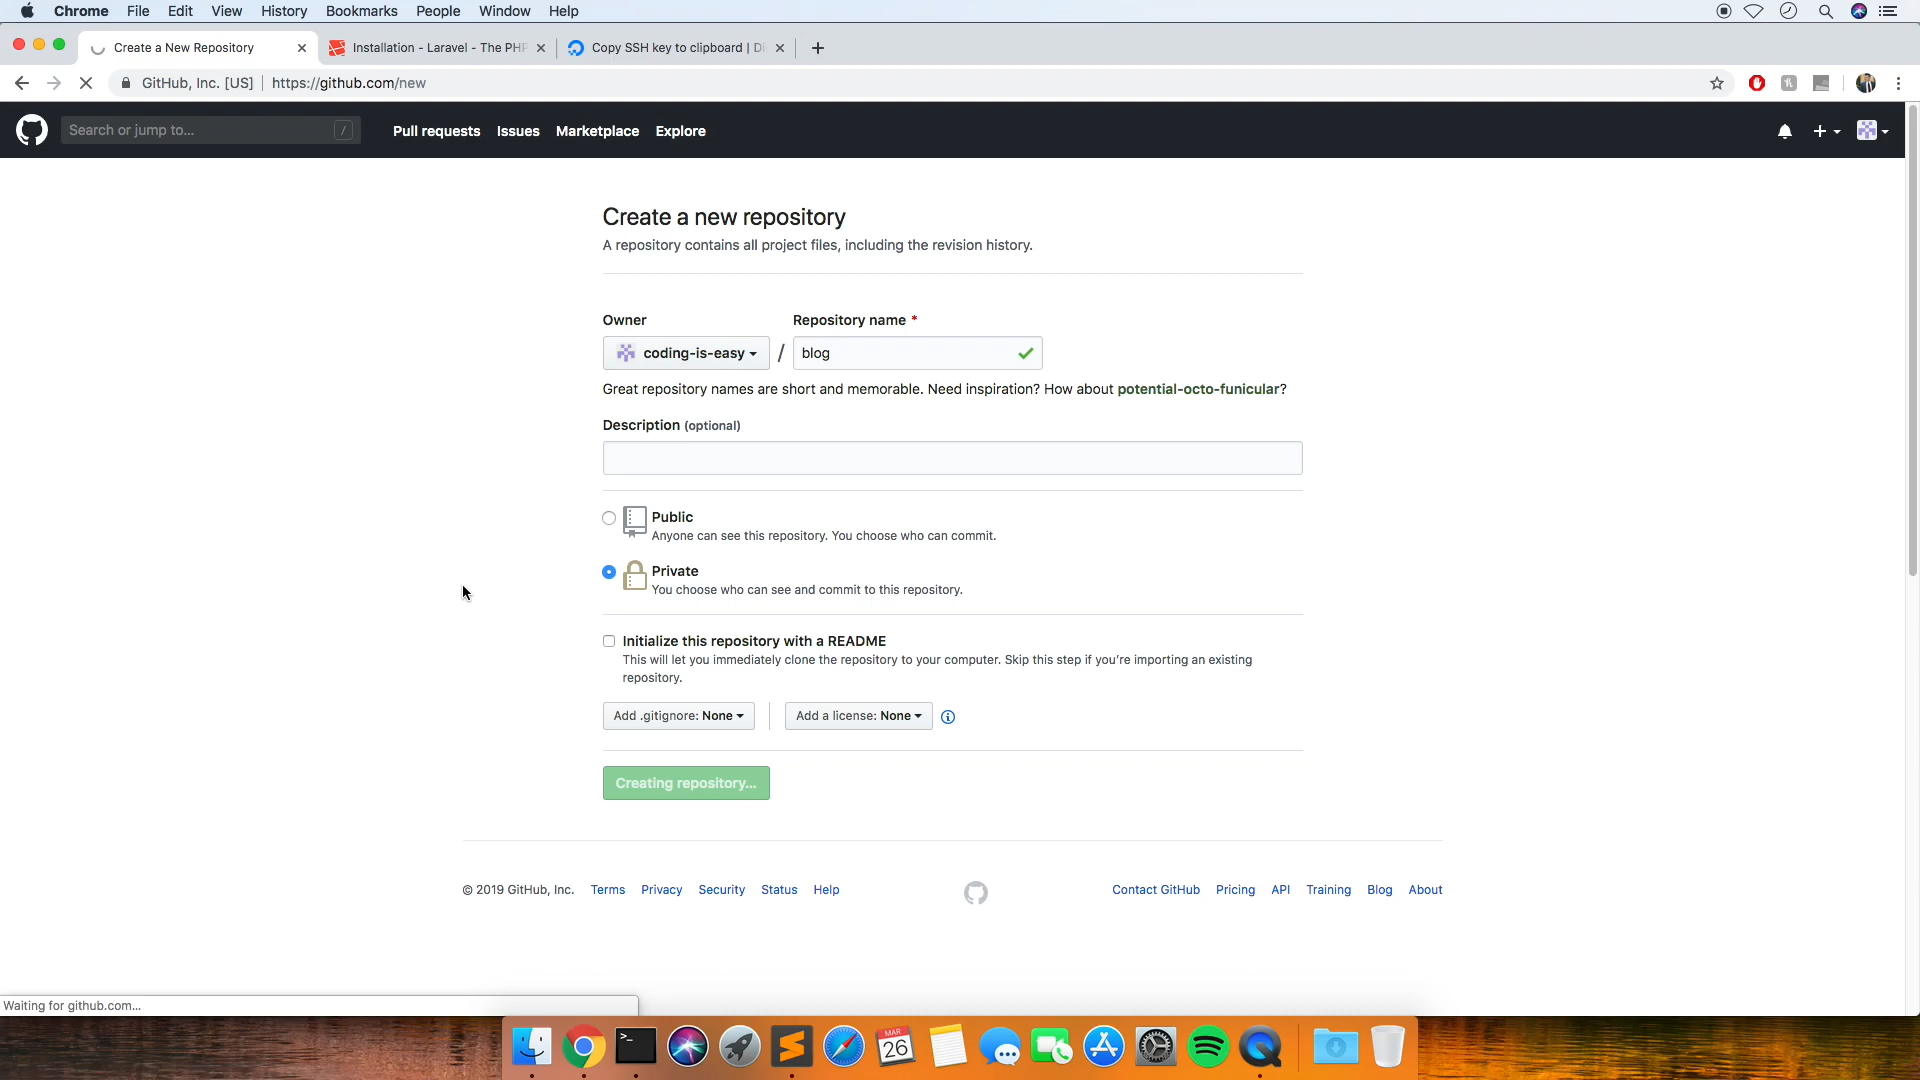 Chrome File Edit View History Bookmarks People Window Help
Create a New Repository
Installation - Laravel - The PHP
Copy SSH key to clipboard | Di
GitHub, Inc. [US] | https://github.com/new
Search or jump to... /
Pull requests Issues Marketplace Explore
Create a new repository
A repository contains all project files, including the revision history.
Owner
Repository name *
coding-is-easy / blog
Great repository names are short and memorable. Need inspiration? How about potential-octo-funicular?
Description (optional)
Public
Anyone can see this repository. You choose who can commit.
Private
You choose who can see and commit to this repository.
Initialize this repository with a README
This will let you immediately clone the repository to your computer. Skip this step if you're importing an existing
repository.
Add .gitignore: None
Add a license: None
Creating repository...
© 2019 GitHub, Inc. Terms Privacy Security Status Help
Contact GitHub Pricing API Training Blog About
Waiting for github.com...
MAR
26